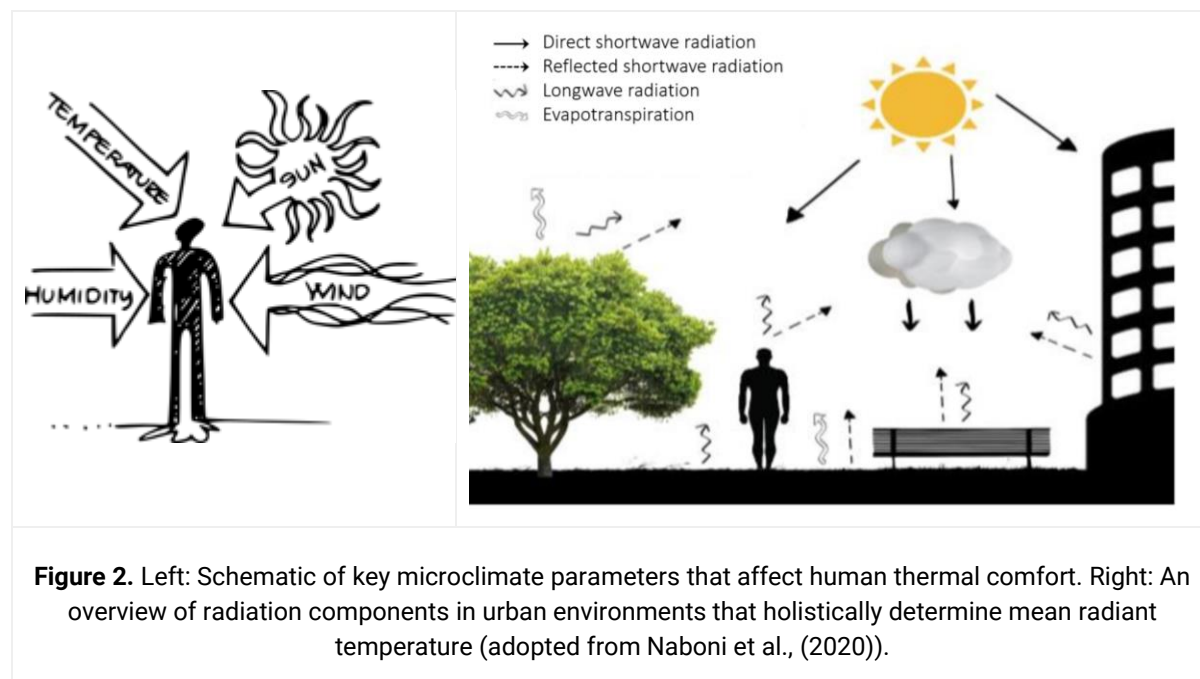 TEMPERATURE
SUN
HUMIDITY
WIND
Direct shortwave radiation
Reflected shortwave radiation
Longwave radiation
Evapotranspiration
Figure 2. Left: Schematic of key microclimate parameters that affect human thermal comfort. Right: An
overview of radiation components in urban environments that holistically determine mean radiant
temperature (adopted from Naboni et al., (2020)).